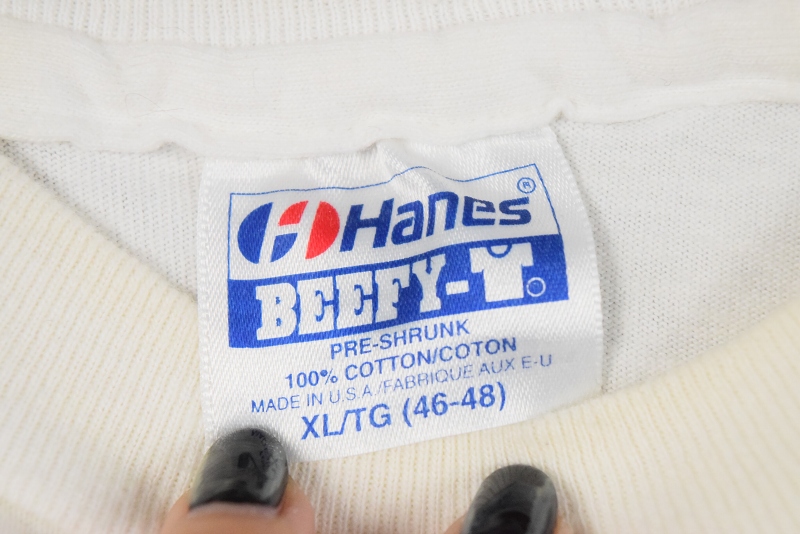 Hanes®
BEEFY-T®
PRE-SHRUNK
100% COTTON/COTON
MADE IN U.S.A./FABRIQUE AUX E-U
XL/TG (46-48)